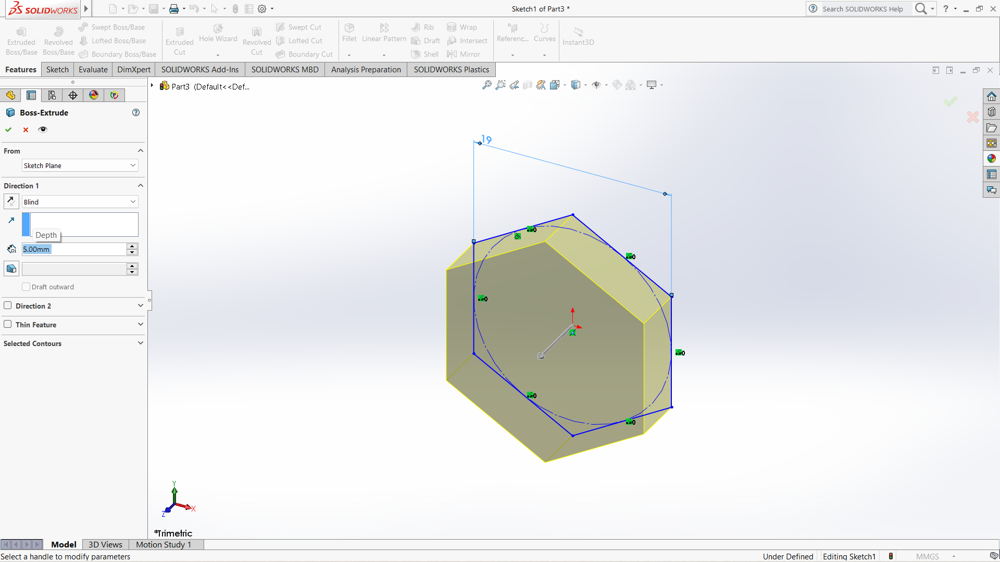 SOLIDWORKS
Sketch1 of Part3 *
Search SOLIDWORKS Help
?
Extruded Boss/Base
Revolved Boss/Base
Swept Boss/Base
Lofted Boss/Base
Boundary Boss/Base
Extruded Cut
Hole Wizard
Revolved Cut
Swept Cut
Lofted Cut
Boundary Cut
Fillet
Linear Pattern
Rib
Draft
Shell
Wrap
Intersect
Mirror
Referenc...
Curves
Instant3D
Features
Sketch
Evaluate
DimXpert
SOLIDWORKS Add-Ins
SOLIDWORKS MBD
Analysis Preparation
SOLIDWORKS Plastics
Part3 (Default<<Def...
Boss-Extrude
?
From
Sketch Plane
Direction 1
Blind
Depth
D1
5.00mm
Draft outward
Direction 2
Thin Feature
Selected Contours
19
0
0
0
0
0
0
Y
X
Z
*Trimetric
Model
3D Views
Motion Study 1
Select a handle to modify parameters
Under Defined
Editing Sketch1
MMGS